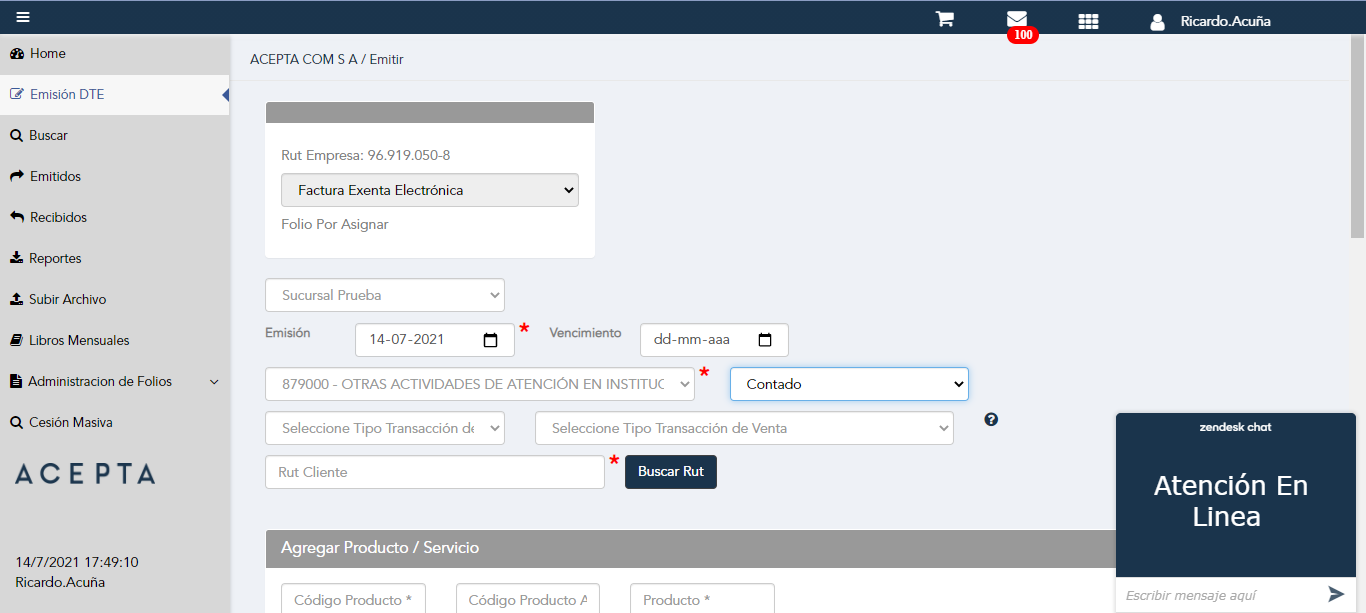 100
Ricardo.Acuña
Home
ACEPTA COM S A / Emitir
Emisión DTE
Buscar
Emitidos
Recibidos
Reportes
Subir Archivo
Libros Mensuales
Administracion de Folios
Cesión Masiva
ACEPTA
14/7/2021 17:49:10
Ricardo.Acuña
Rut Empresa: 96.919.050-8
Factura Exenta Electrónica
Folio Por Asignar
Sucursal Prueba
Emisión 14-07-2021 * Vencimiento dd-mm-aaa
879000 - OTRAS ACTIVIDADES DE ATENCIÓN EN INSTITUC * Contado
Seleccione Tipo Transacción de Seleccione Tipo Transacción de Venta ?
Rut Cliente * Buscar Rut
Agregar Producto / Servicio
Código Producto * Código Producto A Producto *
zendesk chat
Atención En
Linea
Escribir mensaje aquí